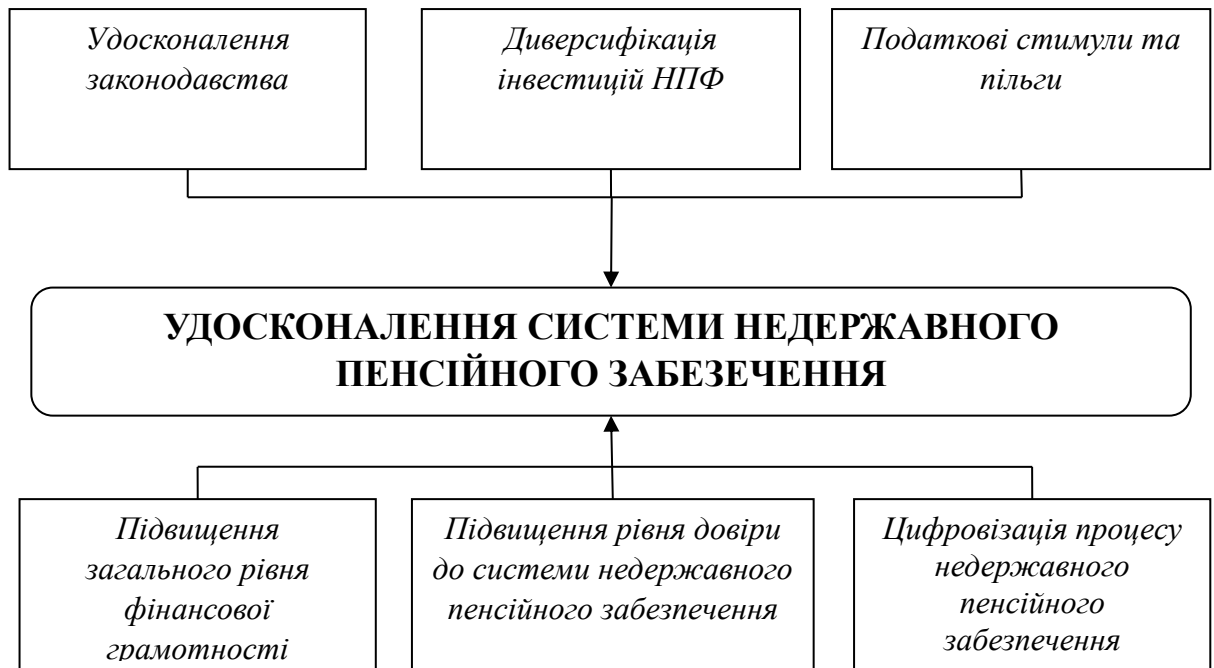 Удосконалення
законодавства
Диверсифікація
інвестицій НПФ
Податкові стимули та
пільги
УДОСКОНАЛЕННЯ СИСТЕМИ НЕДЕРЖАВНОГО
ПЕНСІЙНОГО ЗАБЕЗЕЧЕННЯ
Підвищення
загального рівня
фінансової
грамотності
Підвищення рівня довіри
до системи недержавного
пенсійного забезпечення
Цифровізація процесу
недержавного
пенсійного
забезпечення